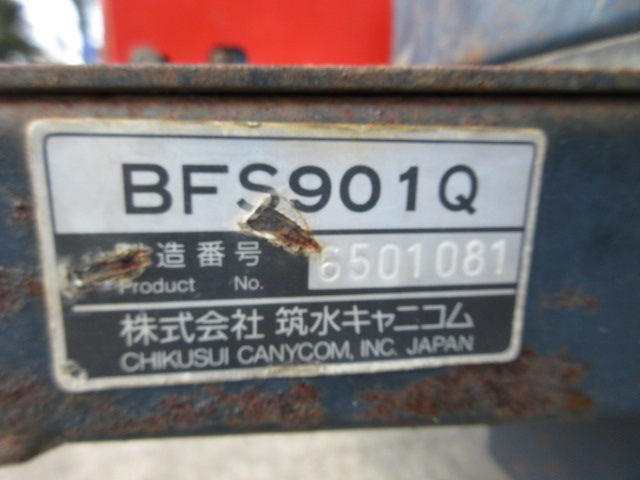 BFS901Q
製造番号 6501081
Product No.
株式会社 筑水キャニコム
CHIKUSUI CANYCOM, INC. JAPAN